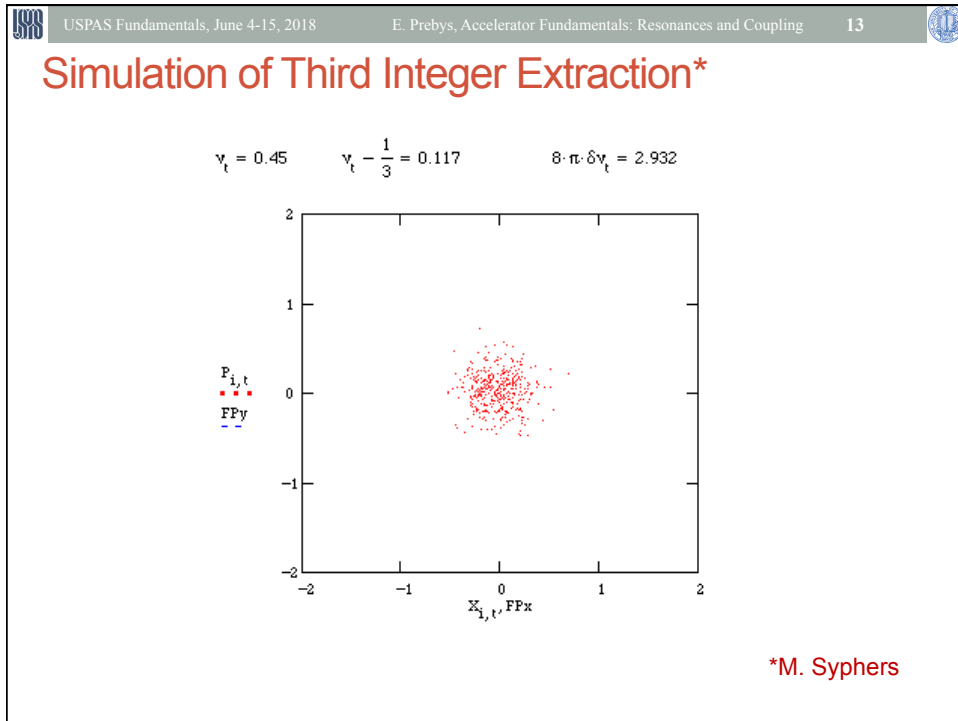 USPAS
USPAS Fundamentals, June 4-15, 2018 E. Prebys, Accelerator Fundamentals: Resonances and Coupling 13
Simulation of Third Integer Extraction*
ν_t = 0.45 ν_t − 1/3 = 0.117 8·π·δν_t = 2.932
2
1
0
−1
−2
P_i,t
FPy
−2 −1 0 1 2
X_i,t,FPx
*M. Syphers